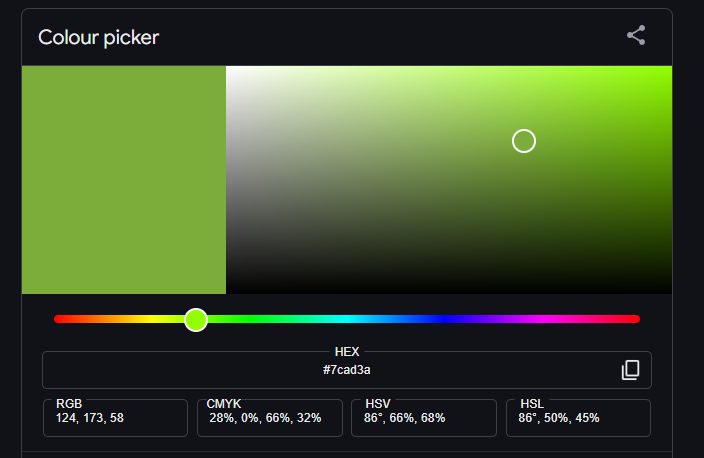 Colour picker
HEX
#7cad3a
RGB
124, 173, 58
CMYK
28%, 0%, 66%, 32%
HSV
86°, 66%, 68%
HSL
86°, 50%, 45%